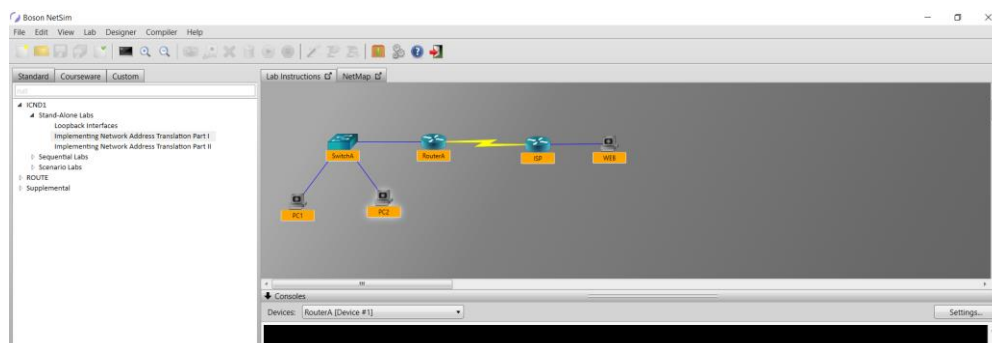 Boson NetSim
File Edit View Lab Designer Compiler Help
Standard Courseware Custom
nat
ICND1
Stand-Alone Labs
Loopback Interfaces
Implementing Network Address Translation Part I
Implementing Network Address Translation Part II
Sequential Labs
Scenario Labs
ROUTE
Supplemental
Lab Instructions NetMap
SwitchA RouterA ISP WEB
PC1 PC2
Consoles
Devices: RouterA [Device #1] Settings...